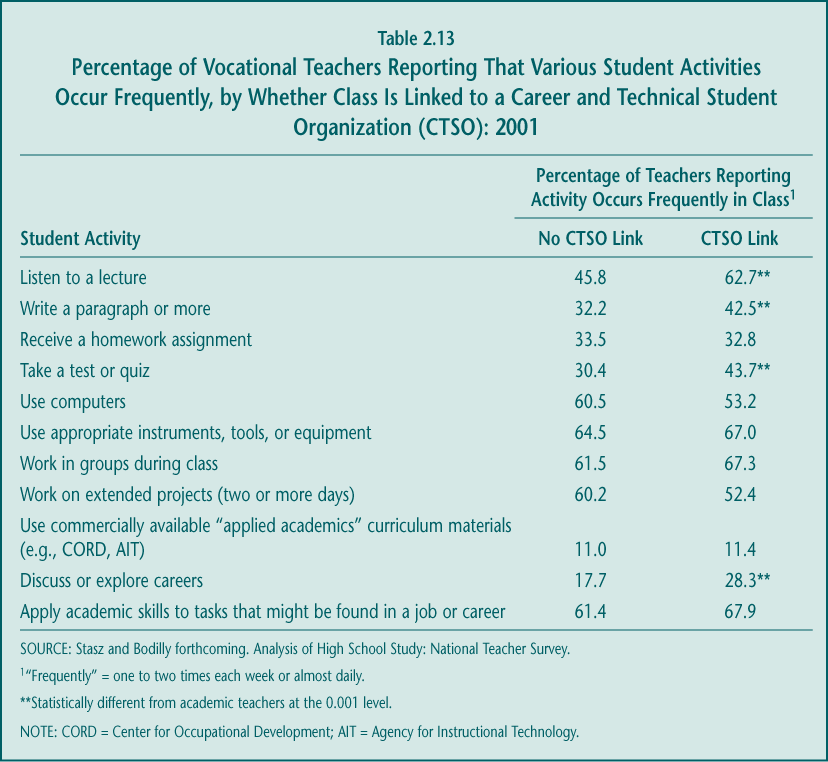 Table 2.13
Percentage of Vocational Teachers Reporting That Various Student Activities
Occur Frequently, by Whether Class Is Linked to a Career and Technical Student
Organization (CTSO): 2001
Percentage of Teachers Reporting
Activity Occurs Frequently in Class¹
Student Activity No CTSO Link CTSO Link
Listen to a lecture 45.8 62.7**
Write a paragraph or more 32.2 42.5**
Receive a homework assignment 33.5 32.8
Take a test or quiz 30.4 43.7**
Use computers 60.5 53.2
Use appropriate instruments, tools, or equipment 64.5 67.0
Work in groups during class 61.5 67.3
Work on extended projects (two or more days) 60.2 52.4
Use commercially available “applied academics” curriculum materials
(e.g., CORD, AIT) 11.0 11.4
Discuss or explore careers 17.7 28.3**
Apply academic skills to tasks that might be found in a job or career 61.4 67.9
SOURCE: Stasz and Bodilly forthcoming. Analysis of High School Study: National Teacher Survey.
¹“Frequently” = one to two times each week or almost daily.
**Statistically different from academic teachers at the 0.001 level.
NOTE: CORD = Center for Occupational Development; AIT = Agency for Instructional Technology.